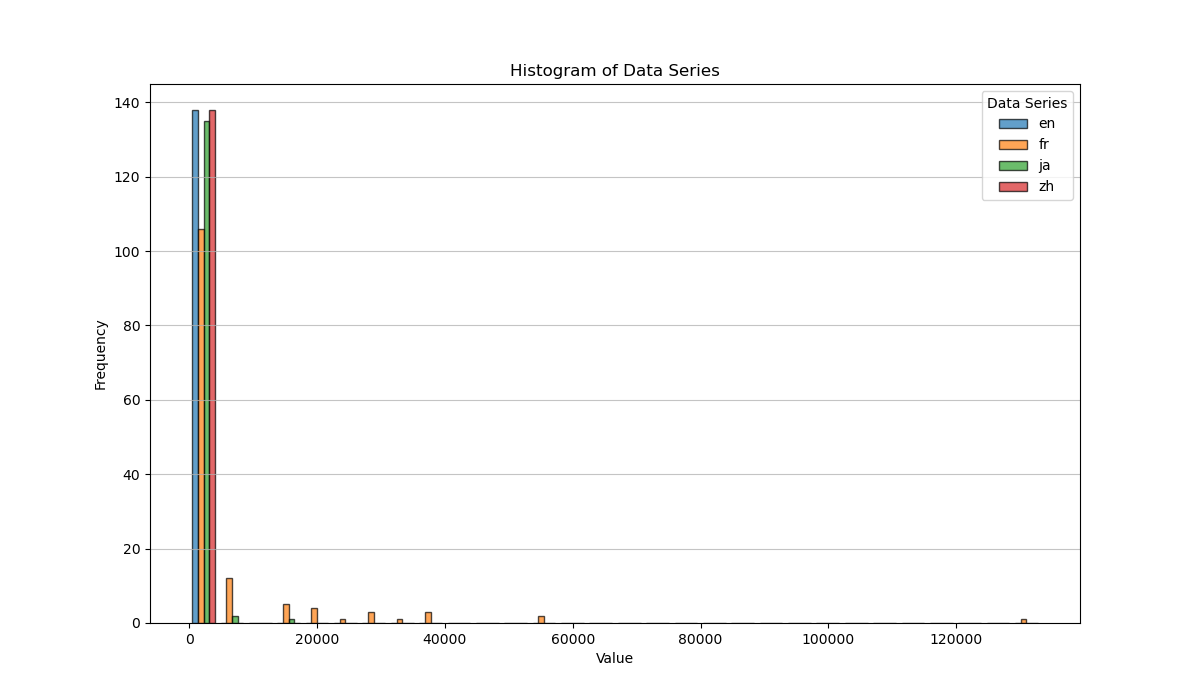 Histogram of Data Series
Data Series
en
fr
ja
zh
140
120
100
80
60
40
20
0
Frequency
0 20000 40000 60000 80000 100000 120000
Value